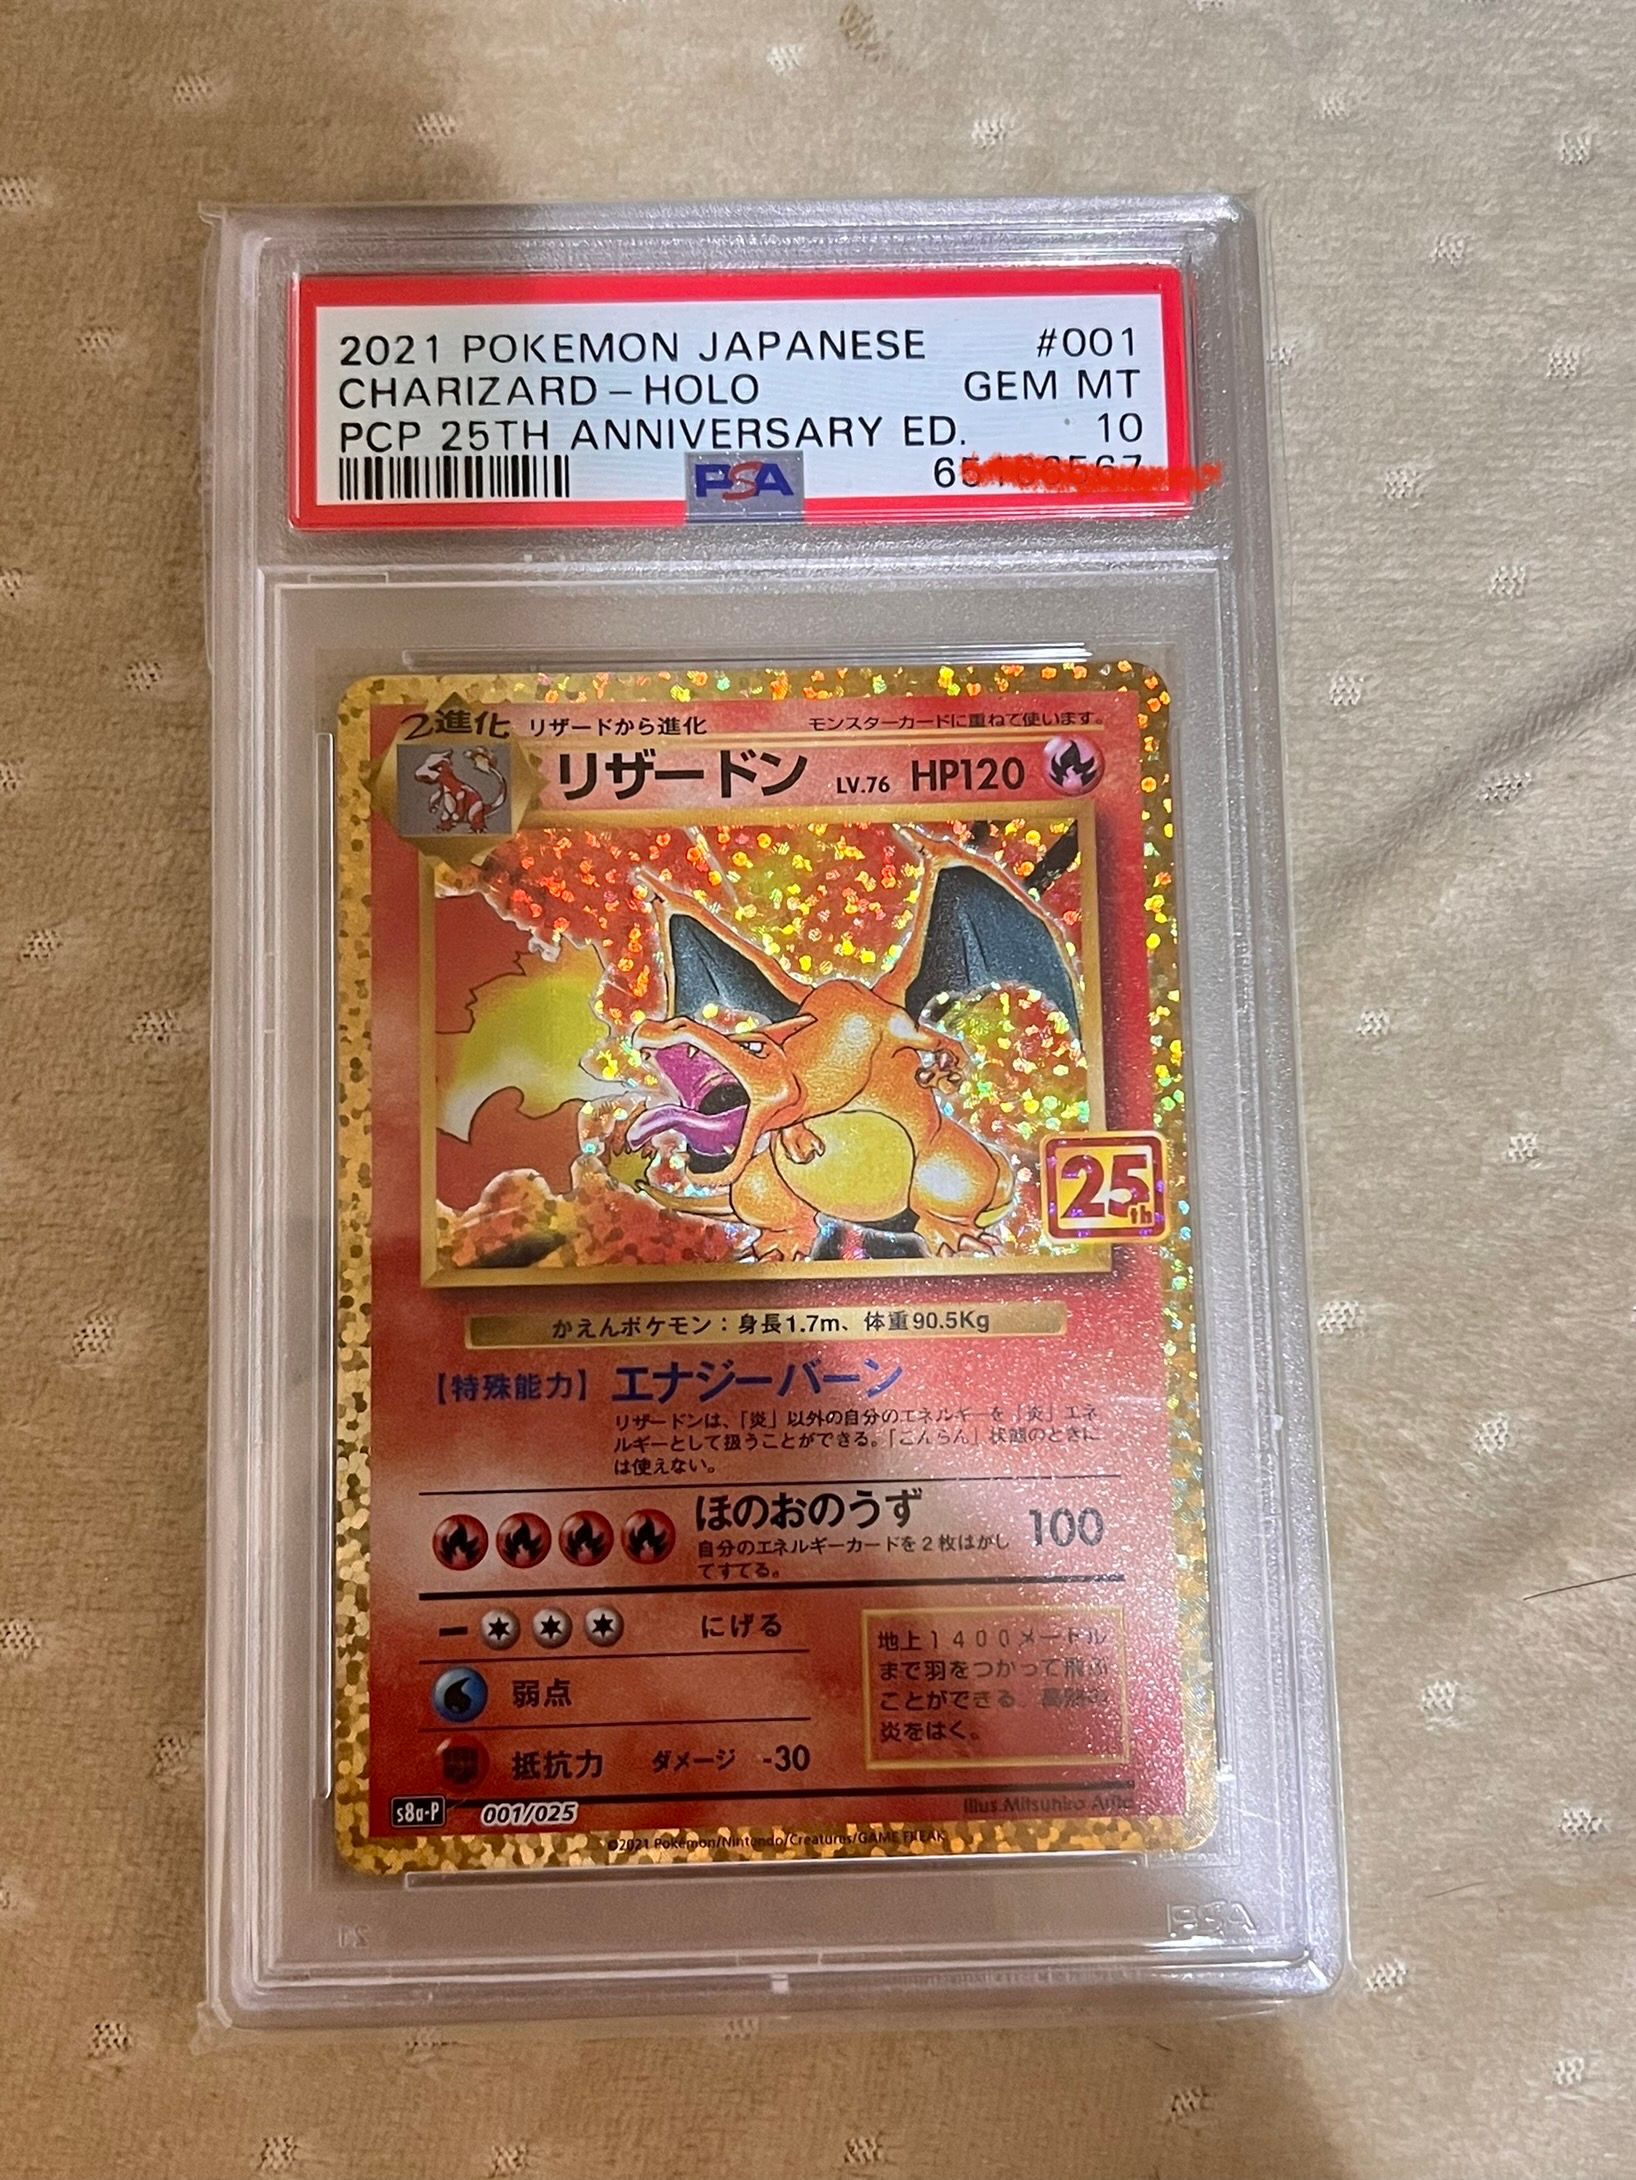 2021 POKEMON JAPANESE #001
CHARIZARD-HOLO GEM MT
PCP 25TH ANNIVERSARY ED. 10
PSA
2進化 リザードから進化 モンスターカードに重ねて使います。
リザードン LV.76 HP120
25th
かえんポケモン：身長1.7m、体重90.5Kg
【特殊能力】 エナジーバーン
リザードンは、「炎」以外の自分のエネルギーを「炎」エネ
ルギーとして扱うことができる。「こんらん」状態のときに
は使えない。
ほのおのうず 100
自分のエネルギーカードを2枚はがし
てすてる。
にげる
弱点
抵抗力 ダメージ -30
地上1400メートル
まで羽をつかって飛ぶ
ことができる。高熱の
炎をはく。
s8a-P 001/025
Illus.Mitsuhiro Arita
©2021 Pokémon/Nintendo/Creatures/GAME FREAK
PSA